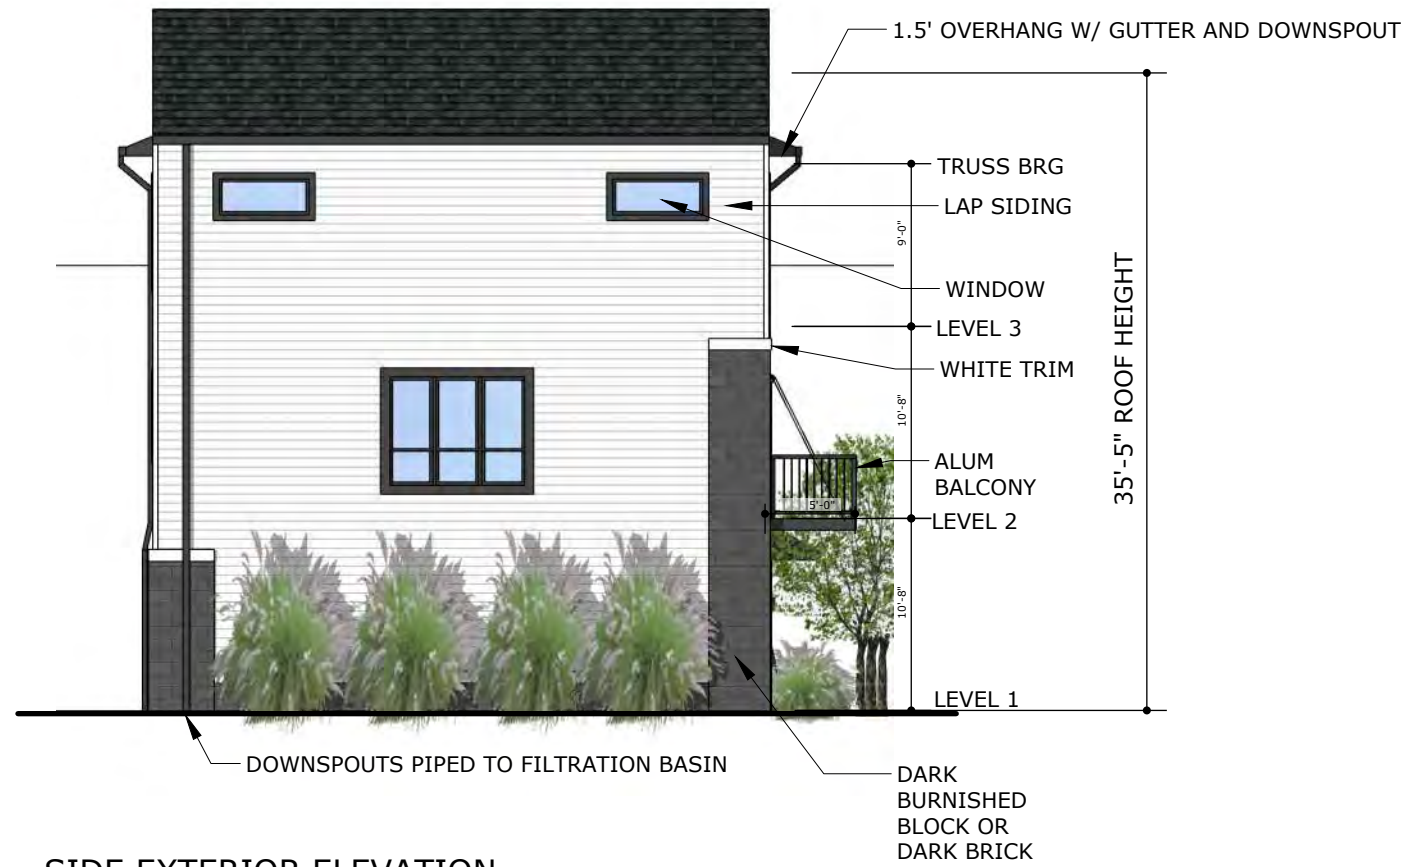 1.5' OVERHANG W/ GUTTER AND DOWNSPOUT
TRUSS BRG
LAP SIDING
9'-0"
WINDOW
LEVEL 3
WHITE TRIM
10'-8"
35'-5" ROOF HEIGHT
ALUM
BALCONY
5'-0"
LEVEL 2
10'-8"
LEVEL 1
DOWNSPOUTS PIPED TO FILTRATION BASIN
DARK
BURNISHED
BLOCK OR
DARK BRICK
SIDE EXTERIOR ELEVATION